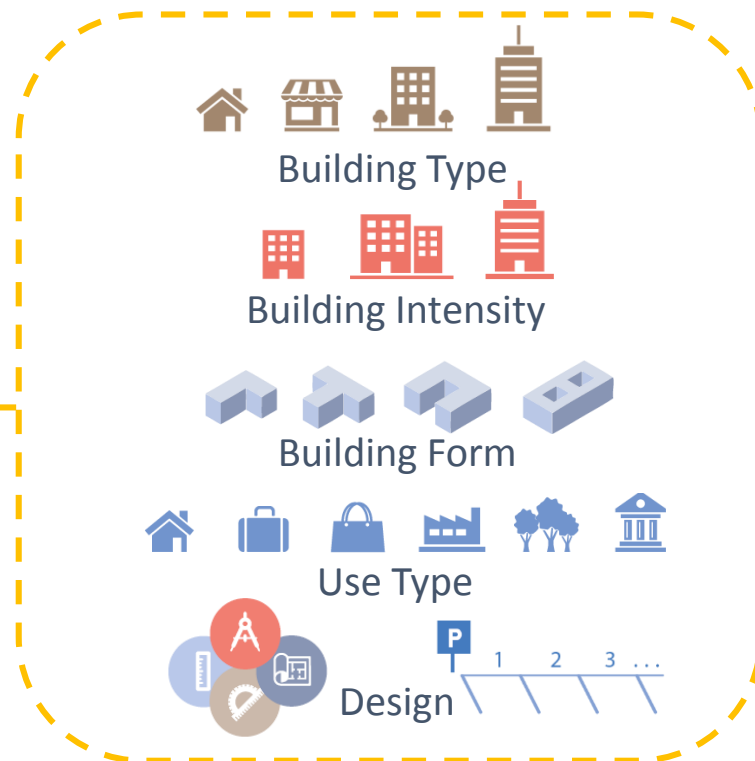 Building Type
Building Intensity
Building Form
Use Type
P
1 2 3 ...
Design